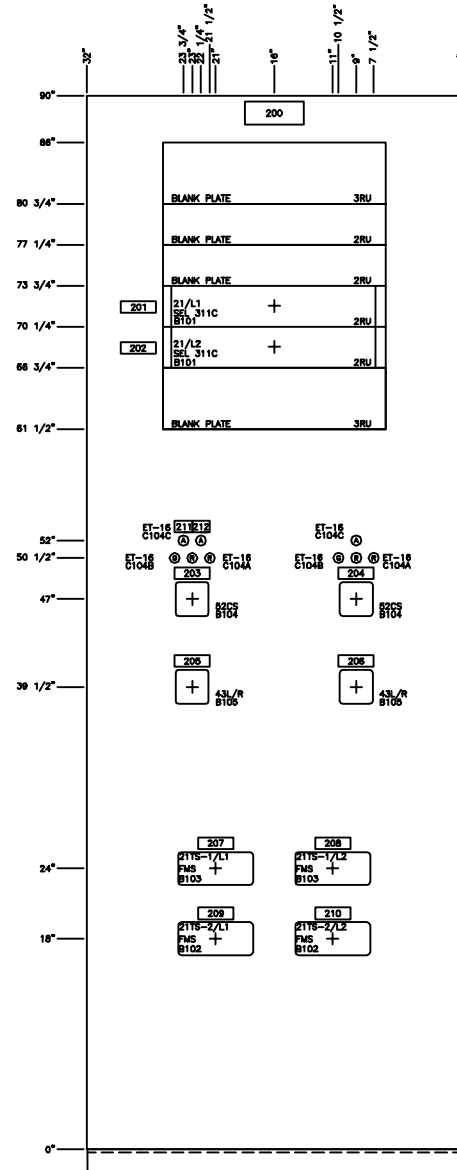 32"
23 3/4"
23"
22 1/4"
21 1/2"
21"
16"
11"
10 1/2"
9"
7 1/2"
90"
200
86"
80 3/4"
BLANK PLATE 3RU
77 1/4"
BLANK PLATE 2RU
73 3/4"
BLANK PLATE 2RU
201
21/L1
SEL 311C
B101
70 1/4"
2RU
202
21/L2
SEL 311C
B101
66 3/4"
2RU
61 1/2"
BLANK PLATE 3RU
ET-16
C104C
211 212
ET-16
C104C
52"
A A
A
50 1/2"
ET-16
C104B
G R
ET-16
C104A
ET-16
C104B
G R R
ET-16
C104A
203
204
47"
52CS
B104
52CS
B104
205
206
39 1/2"
43L/R
B105
43L/R
B105
207
208
24"
21TS-1/L1
FMS
B103
21TS-1/L2
FMS
B103
209
210
18"
21TS-2/L1
FMS
B102
21TS-2/L2
FMS
B102
0"